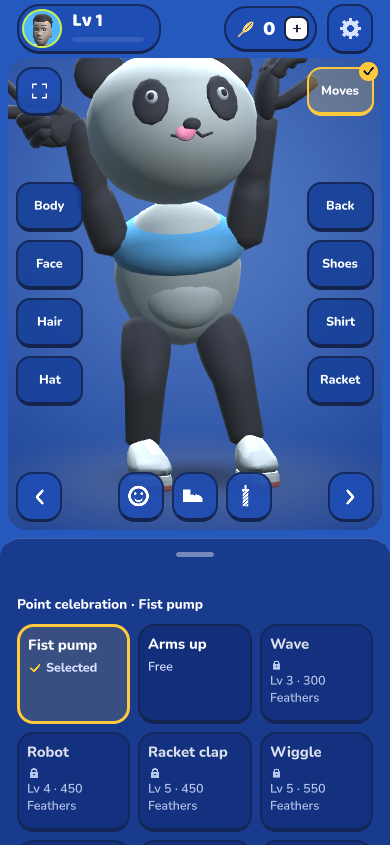 Lv 1
0
+
Moves
Body
Back
Face
Shoes
Hair
Shirt
Hat
Racket
Point celebration · Fist pump
Fist pump
Selected
Arms up
Free
Wave
Lv 3 · 300
Feathers
Robot
Lv 4 · 450
Feathers
Racket clap
Lv 5 · 450
Feathers
Wiggle
Lv 5 · 550
Feathers